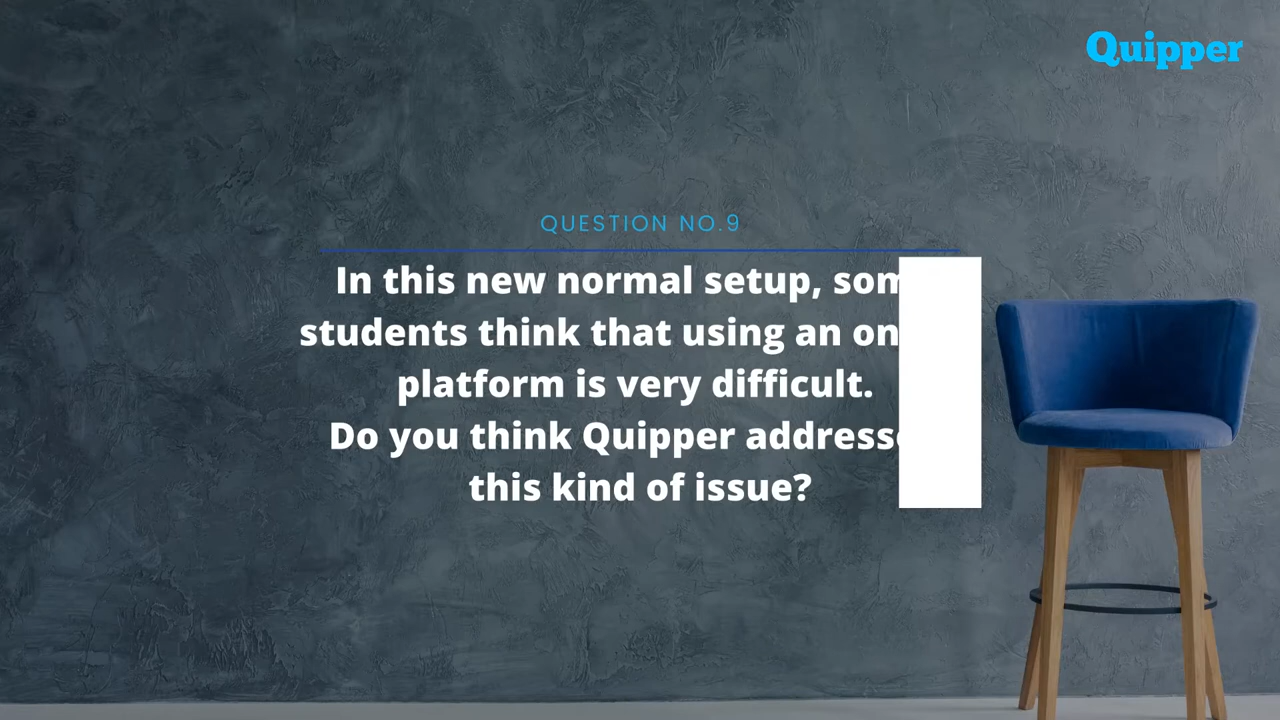 Quipper
QUESTION NO.9
In this new normal setup,
students think that using an
platform is very difficult.
Do you think Quipper
this kind of issue?